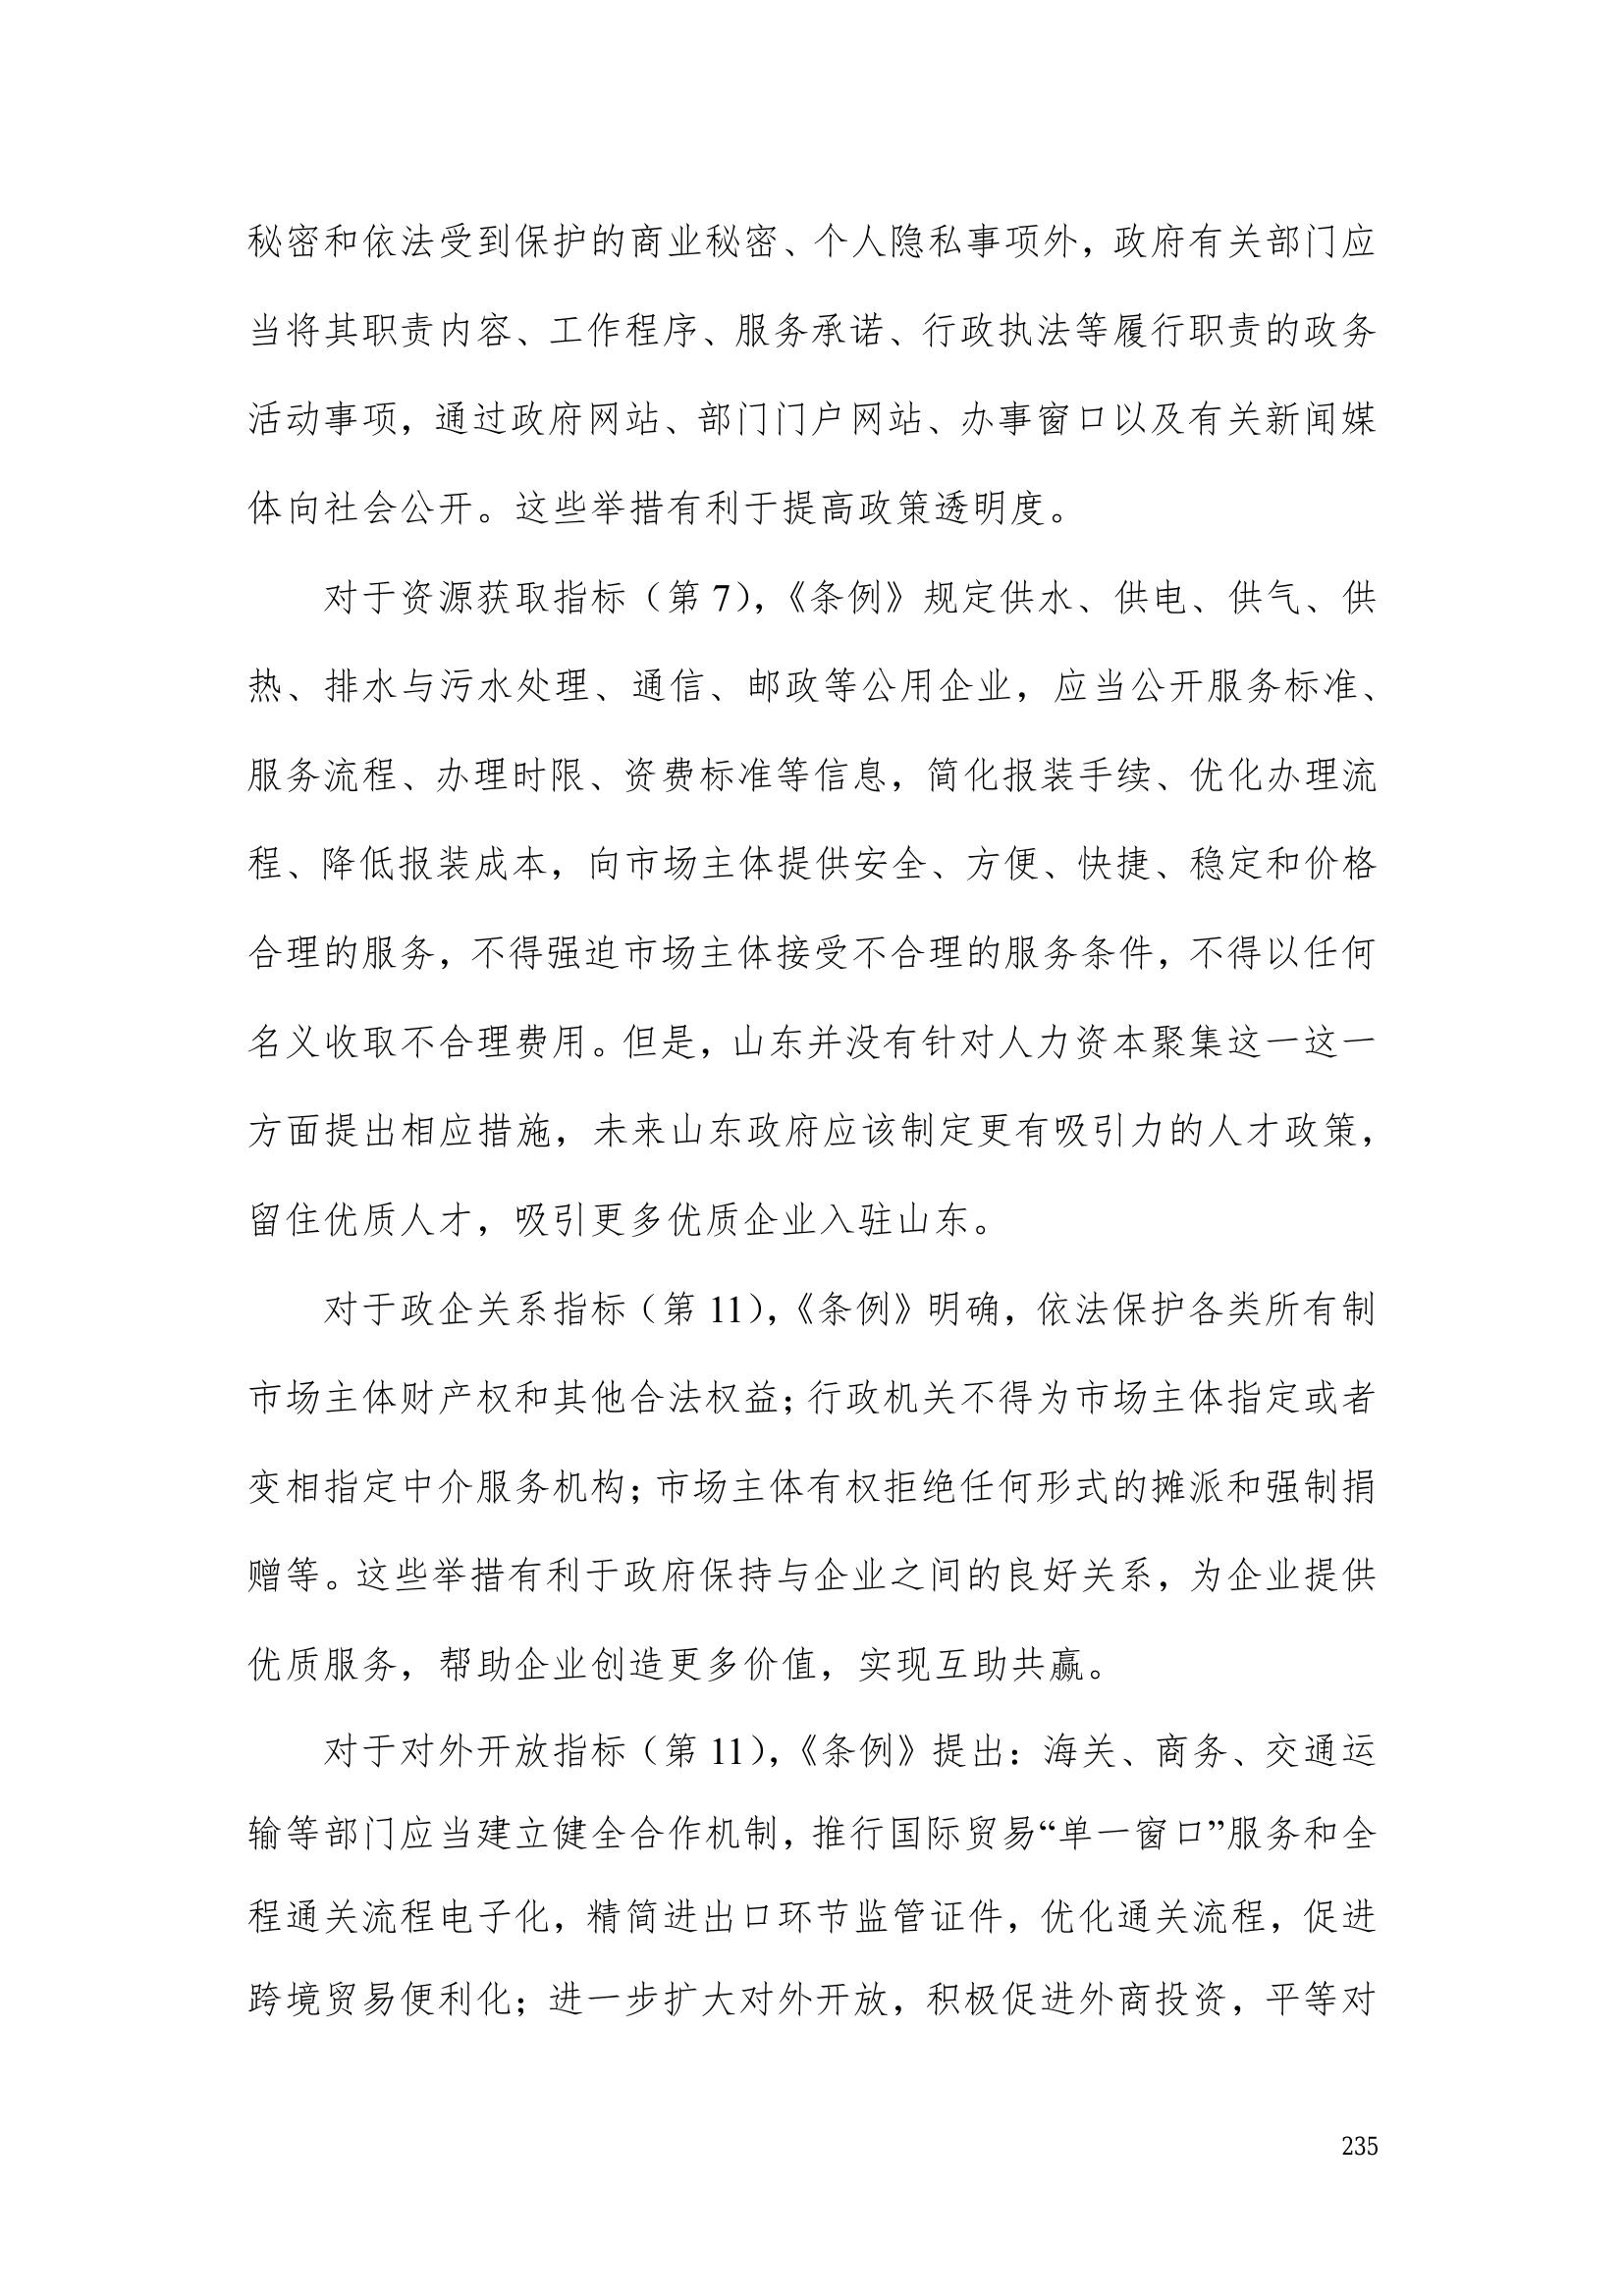 秘密和依法受到保护的商业秘密、个人隐私事项外，政府有关部门应
当将其职责内容、工作程序、服务承诺、行政执法等履行职责的政务
活动事项，通过政府网站、部门门户网站、办事窗口以及有关新闻媒
体向社会公开。这些举措有利于提高政策透明度。
对于资源获取指标（第 7），《条例》规定供水、供电、供气、供
热、排水与污水处理、通信、邮政等公用企业，应当公开服务标准、
服务流程、办理时限、资费标准等信息，简化报装手续、优化办理流
程、降低报装成本，向市场主体提供安全、方便、快捷、稳定和价格
合理的服务，不得强迫市场主体接受不合理的服务条件，不得以任何
名义收取不合理费用。但是，山东并没有针对人力资本聚集这一这一
方面提出相应措施，未来山东政府应该制定更有吸引力的人才政策，
留住优质人才，吸引更多优质企业入驻山东。
对于政企关系指标（第 11），《条例》明确，依法保护各类所有制
市场主体财产权和其他合法权益；行政机关不得为市场主体指定或者
变相指定中介服务机构；市场主体有权拒绝任何形式的摊派和强制捐
赠等。这些举措有利于政府保持与企业之间的良好关系，为企业提供
优质服务，帮助企业创造更多价值，实现互助共赢。
对于对外开放指标（第 11），《条例》提出：海关、商务、交通运
输等部门应当建立健全合作机制，推行国际贸易“单一窗口”服务和全
程通关流程电子化，精简进出口环节监管证件，优化通关流程，促进
跨境贸易便利化；进一步扩大对外开放，积极促进外商投资，平等对
235